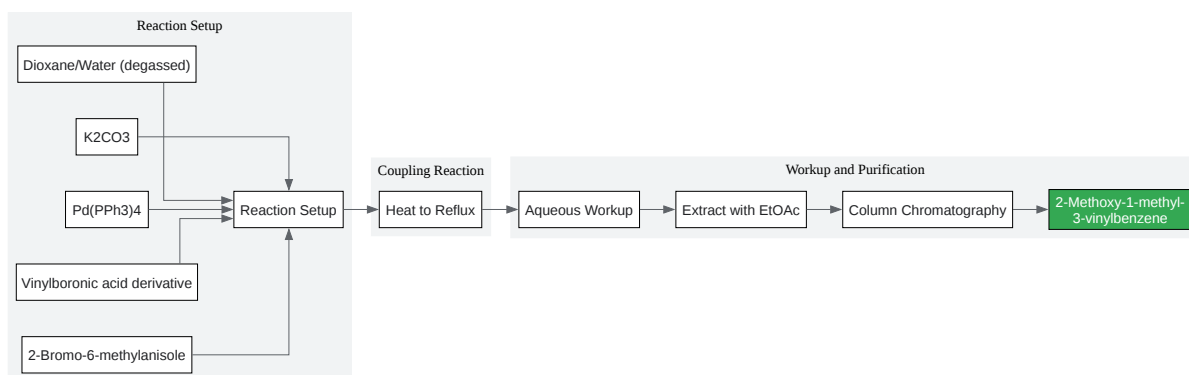 Reaction Setup
Dioxane/Water (degassed)
K2CO3
Pd(PPh3)4
Vinylboronic acid derivative
2-Bromo-6-methylanisole
Reaction Setup
Coupling Reaction
Heat to Reflux
Workup and Purification
Aqueous Workup
Extract with EtOAc
Column Chromatography
2-Methoxy-1-methyl-
3-vinylbenzene